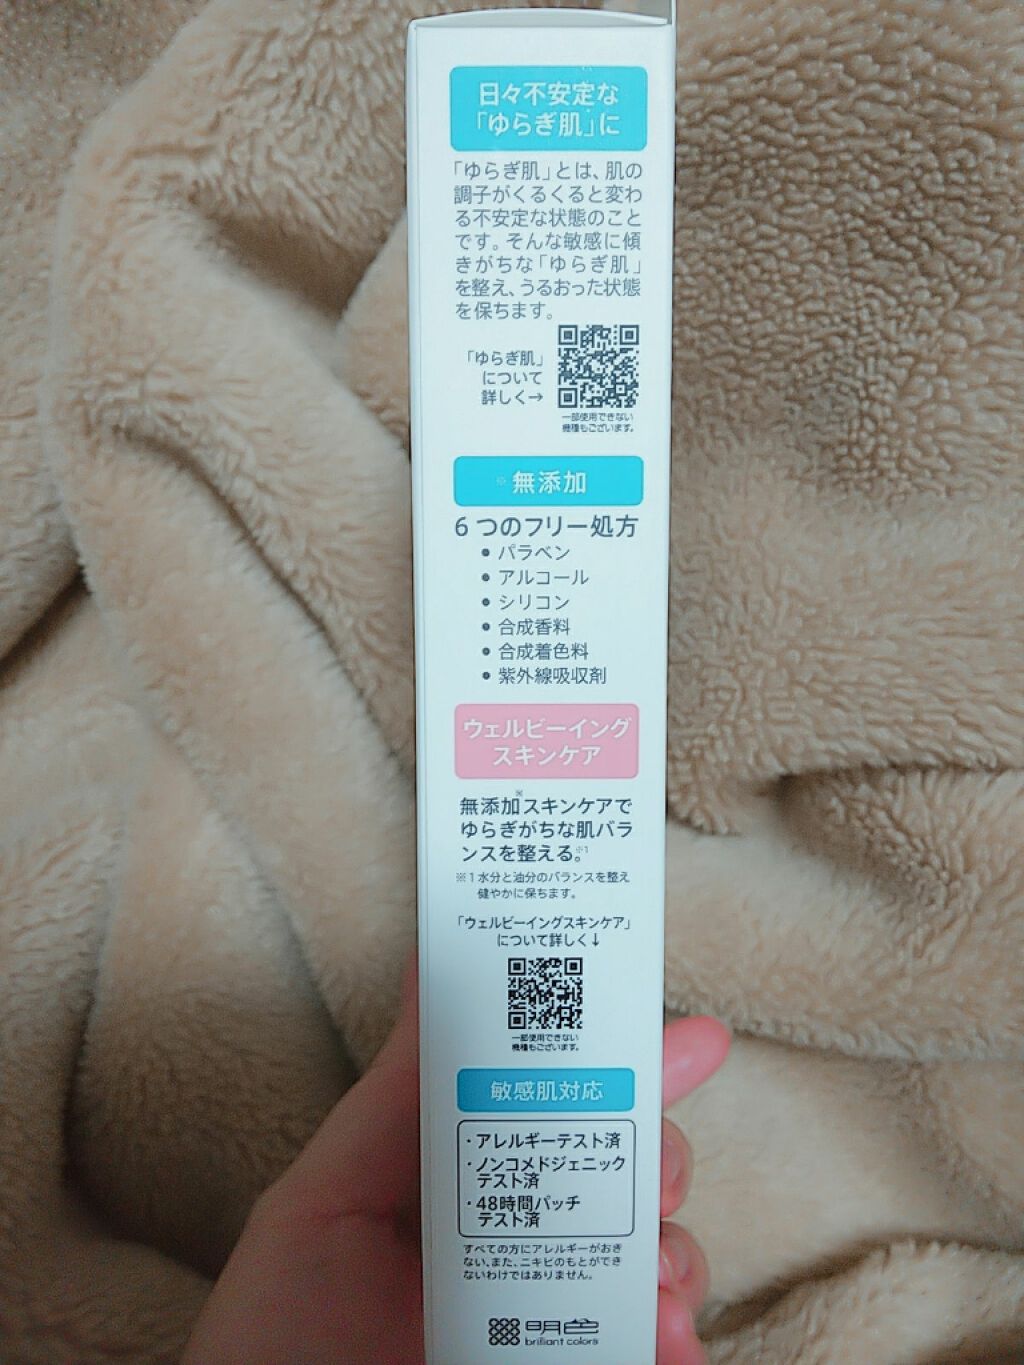 日々不安定な
「ゆらぎ肌」に
「ゆらぎ肌」とは、肌の
調子がくるくると変わ
る不安定な状態のこと
です。そんな敏感に傾
きがちな「ゆらぎ肌」
を整え、うるおった状態
を保ちます。
「ゆらぎ肌」
について
詳しく→
一部使用できない
機種もございます。
※無添加
6つのフリー処方
• パラベン
• アルコール
• シリコン
• 合成香料
• 合成着色料
• 紫外線吸収剤
ウェルビーイング
スキンケア
無添加※スキンケアで
ゆらぎがちな肌バラ
ンスを整える。※1
※1水分と油分のバランスを整え
健やかに保ちます。
「ウェルビーイングスキンケア」
について詳しく↓
一部使用できない
機種もございます。
敏感肌対応
・アレルギーテスト済
・ノンコメドジェニック
テスト済
・48時間パッチ
テスト済
すべての方にアレルギーがおき
ない、また、ニキビのもとができ
ないわけではありません。
明色
brilliant colors